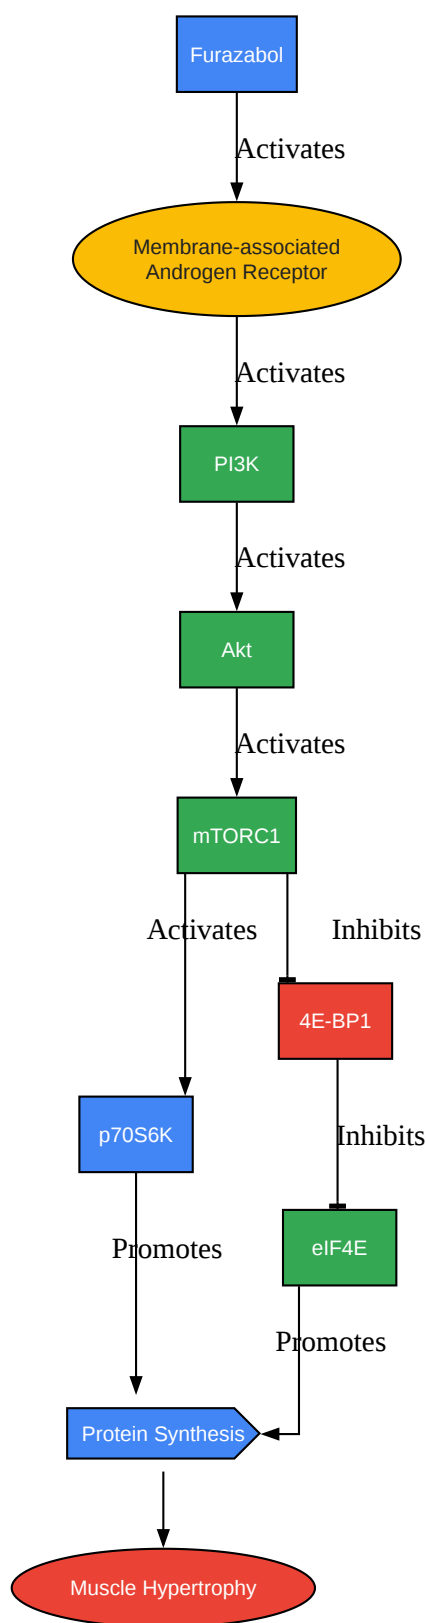 Furazabol
Activates
Membrane-associated
Androgen Receptor
Activates
PI3K
Activates
Akt
Activates
mTORC1
Activates
Inhibits
4E-BP1
p70S6K
Inhibits
Promotes
eIF4E
Promotes
Protein Synthesis
Muscle Hypertrophy